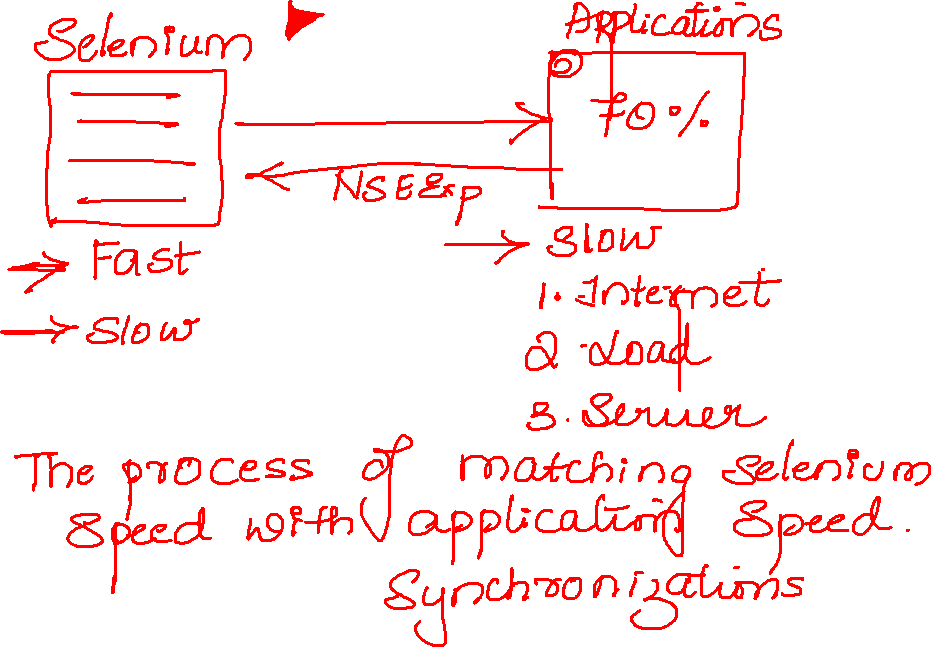 Selenium
Applications
70%
NSEExp
Fast
Slow
Slow
1. Internet
2. Load
3. Server
The process of matching Selenium
Speed with application Speed.
Synchronizations